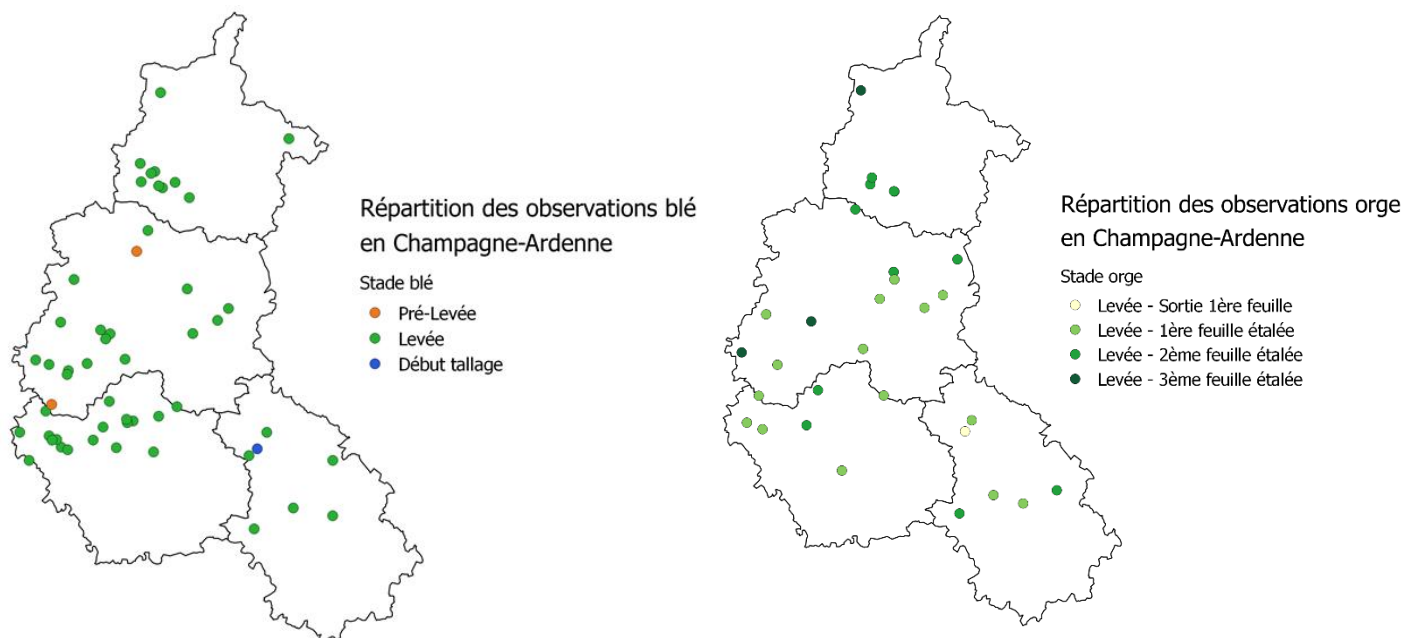 Répartition des observations blé
en Champagne-Ardenne
Stade blé
Pré-Levée
Levée
Début tallage
Répartition des observations orge
en Champagne-Ardenne
Stade orge
Levée - Sortie 1ère feuille
Levée - 1ère feuille étalée
Levée - 2ème feuille étalée
Levée - 3ème feuille étalée